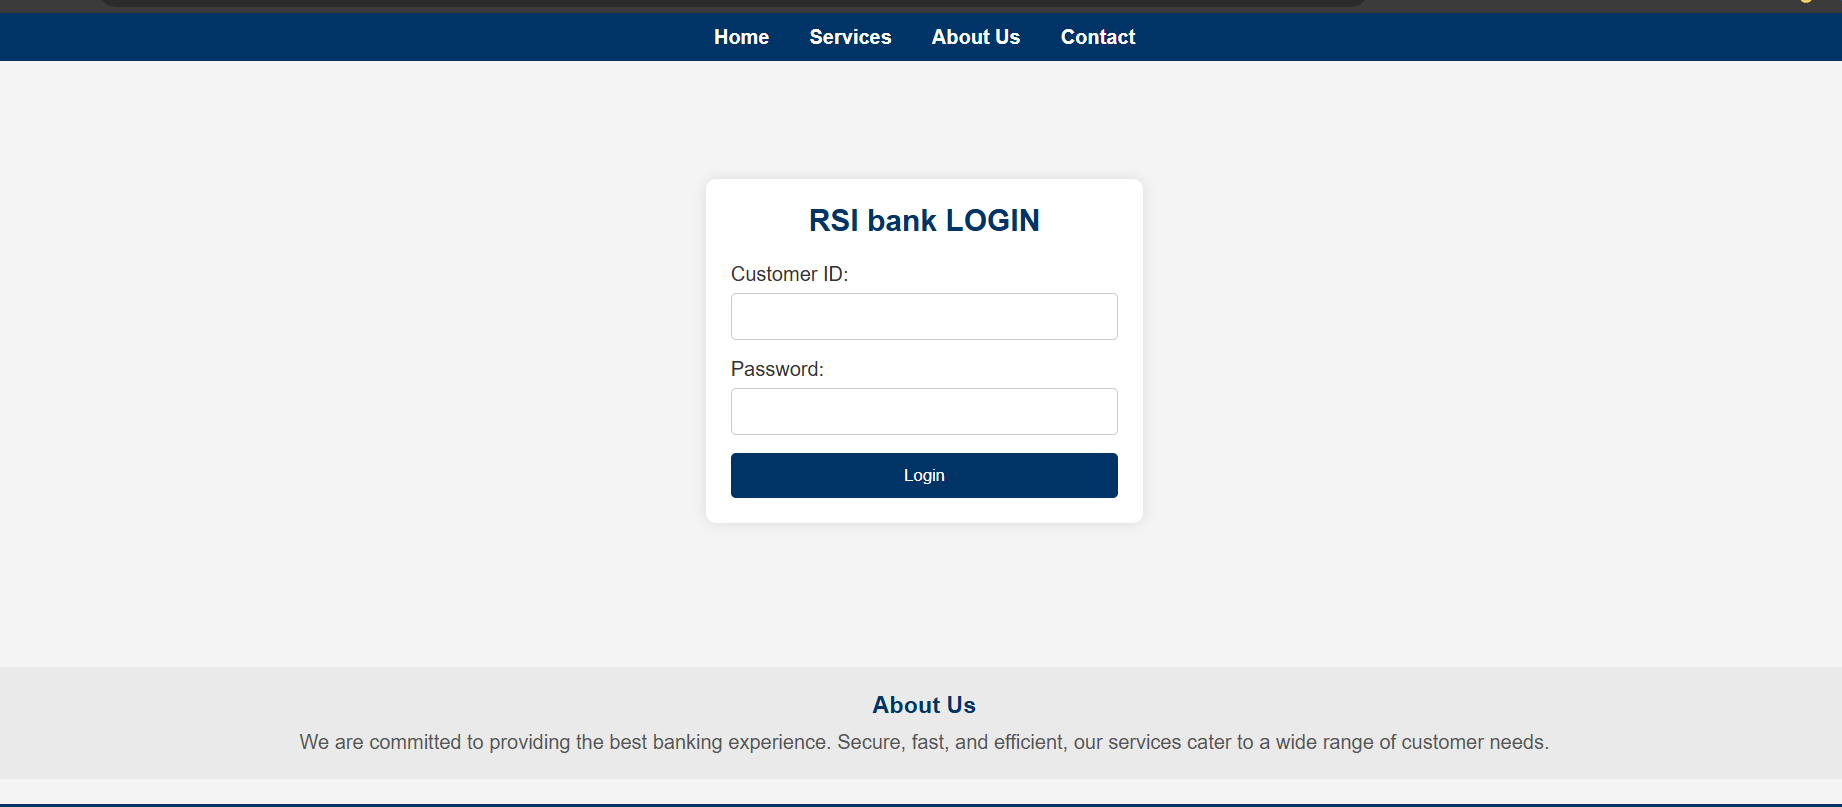 Home Services About Us Contact
RSI bank LOGIN
Customer ID:
Password:
Login
About Us
We are committed to providing the best banking experience. Secure, fast, and efficient, our services cater to a wide range of customer needs.